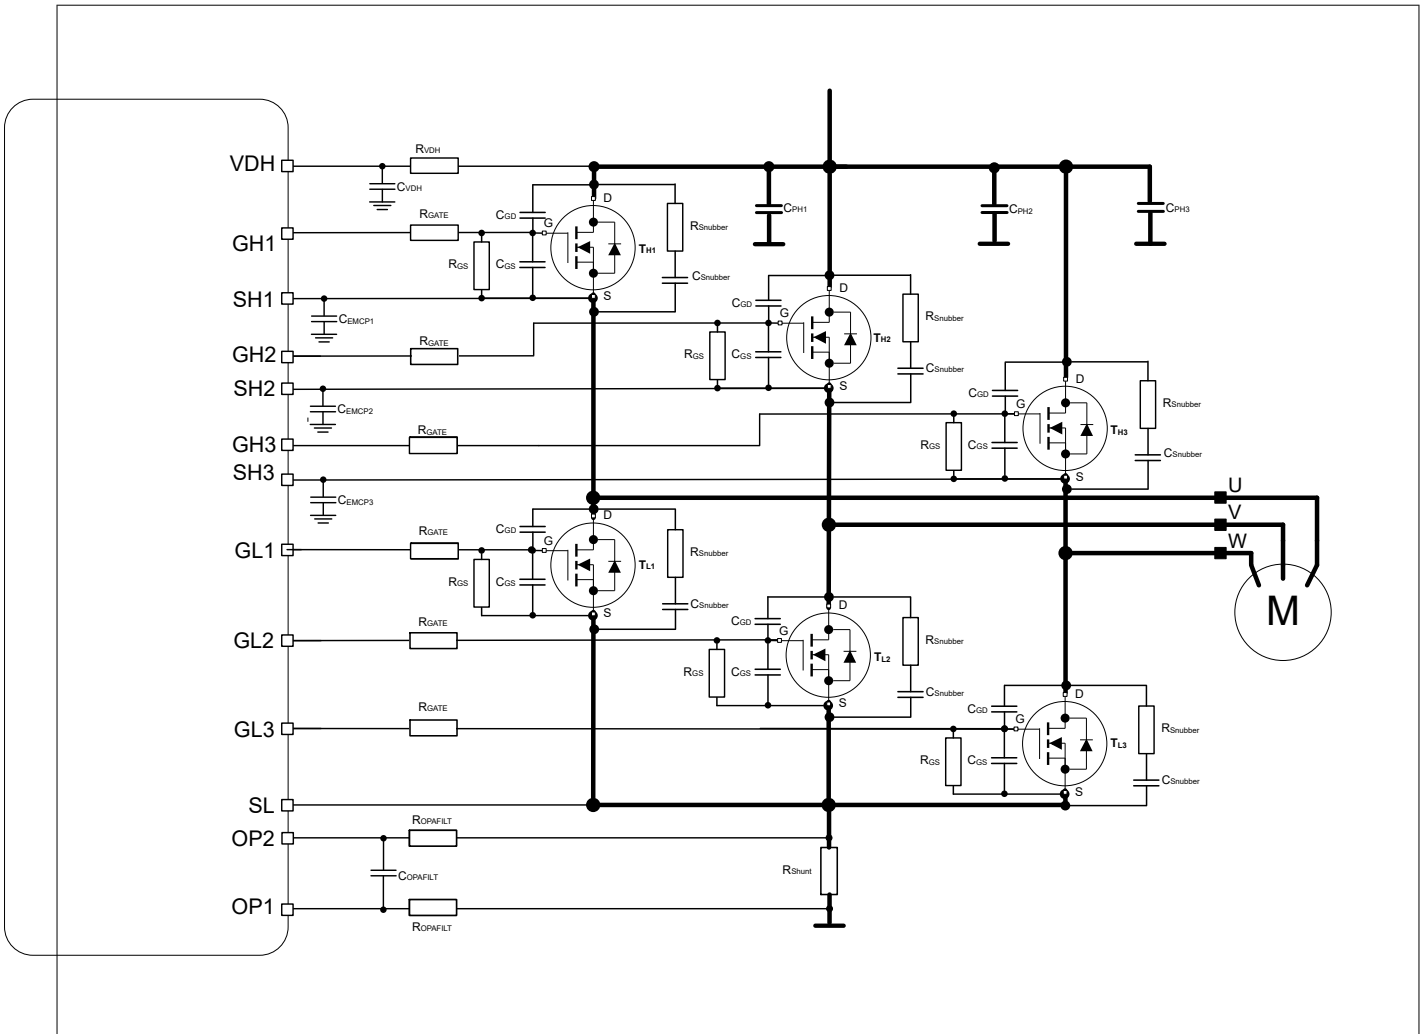 VDH
RVDH
CVDH
D
CGD
G
RSnubber
CPH1
CPH2
CPH3
RGATE
GH1
RGS
CGS
TH1
CSnubber
SH1
S
D
CEMCP1
CGD
G
RSnubber
GH2
RGATE
RGS
CGS
TH2
CSnubber
SH2
S
D
CEMCP2
CGD
G
RSnubber
GH3
RGATE
RGS
CGS
TH3
CSnubber
SH3
S
CEMCP3
U
V
W
D
CGD
G
RSnubber
GL1
RGATE
RGS
CGS
TL1
CSnubber
S
D
M
CGD
G
RSnubber
GL2
RGATE
RGS
CGS
TL2
CSnubber
S
D
CGD
G
RSnubber
GL3
RGATE
RGS
CGS
TL3
CSnubber
S
SL
OP2
ROPAFILT
COPAFILT
RShunt
OP1
ROPAFILT